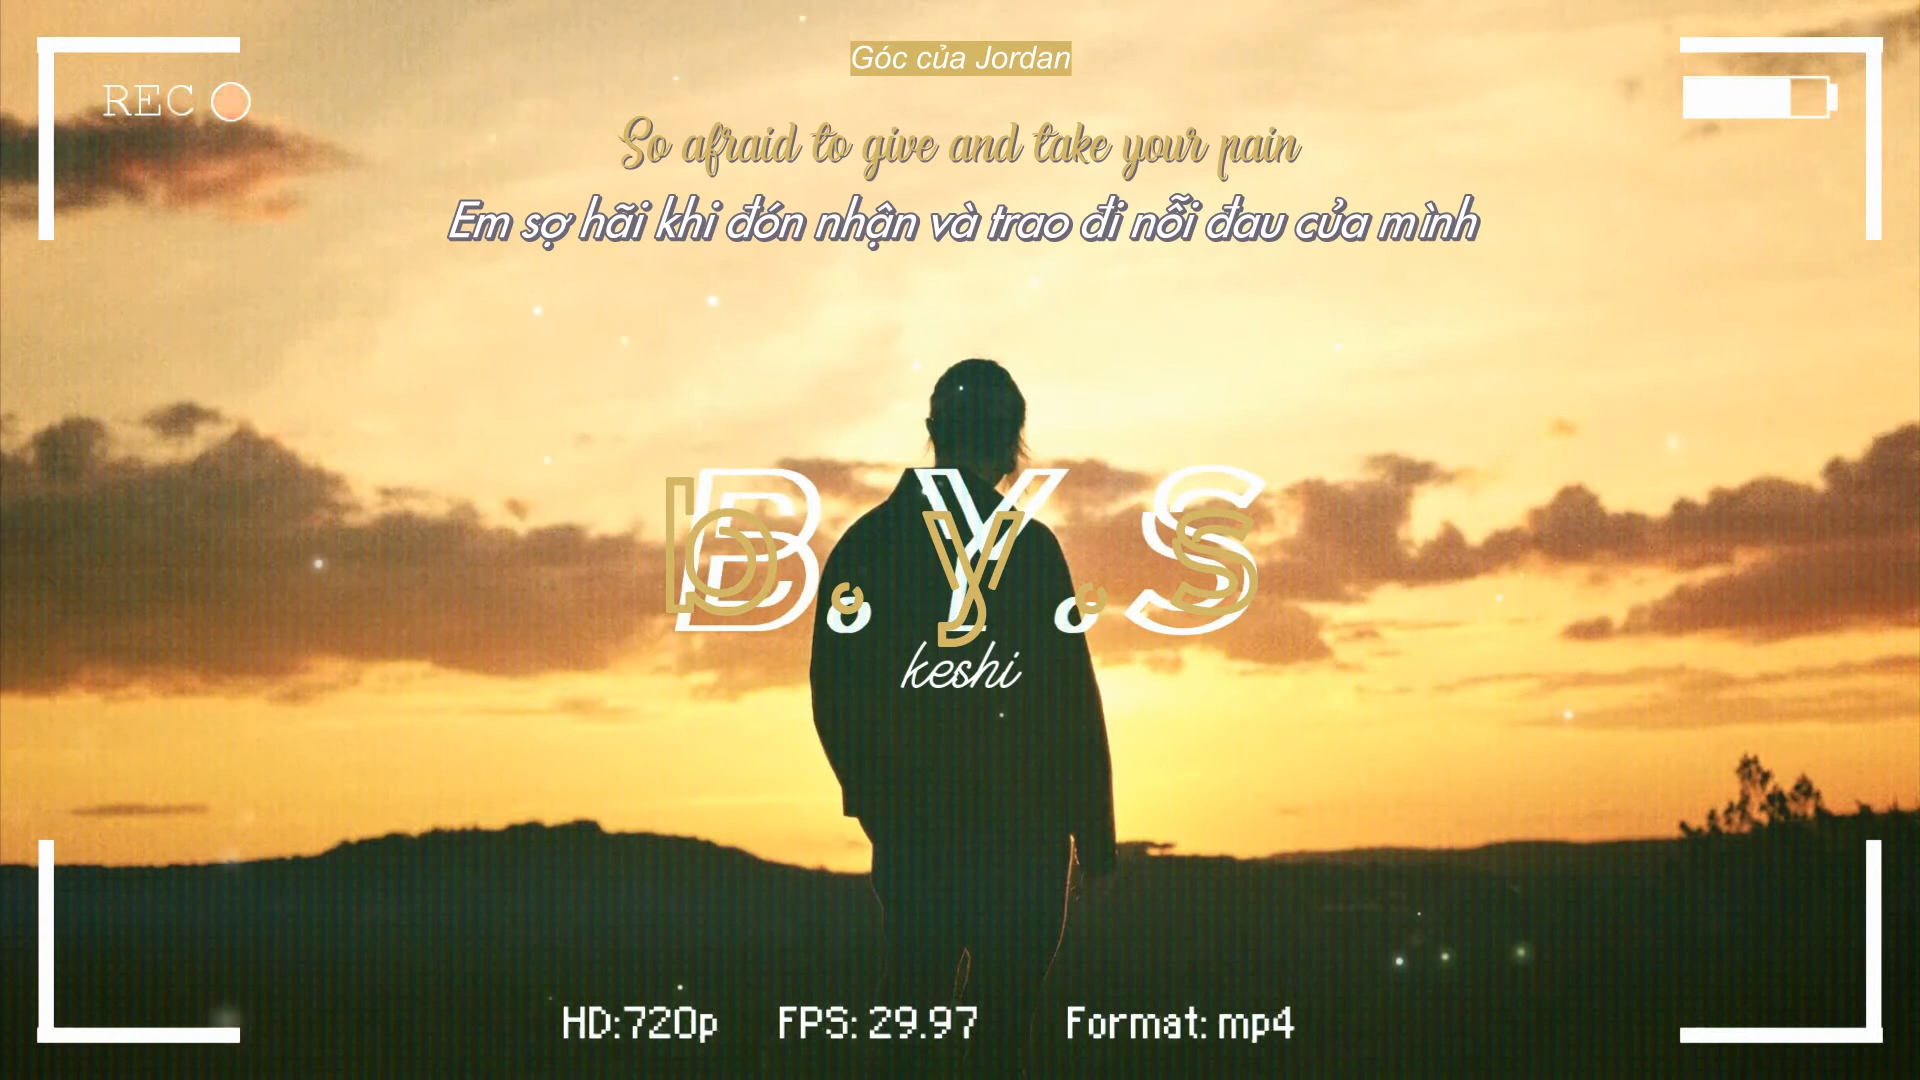 Góc của Jordan
REC
So afraid to give and take your pain
Em sợ hãi khi đón nhận và trao đi nỗi đau của mình
B.Y.S
b.y.s
keshi
HD:720p FPS: 29.97 Format: mp4